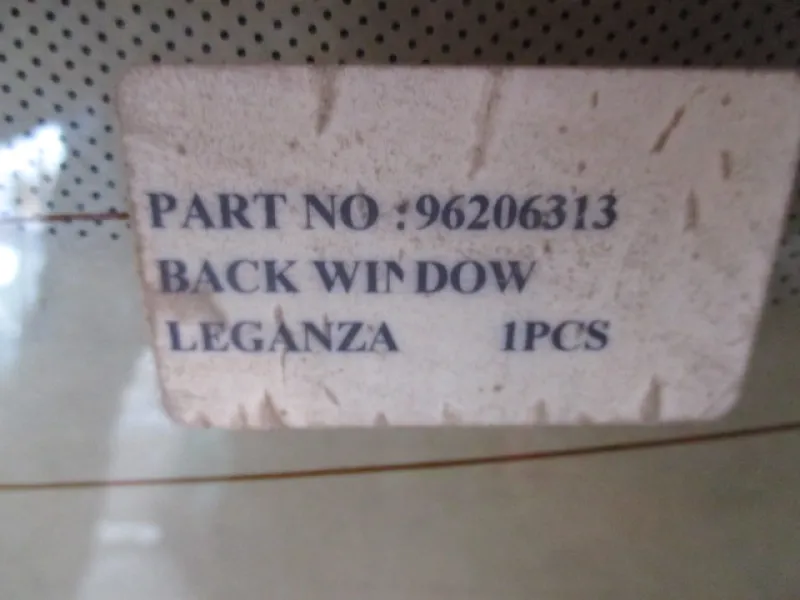 PART NO :96206313
BACK WINDOW
LEGANZA 1PCS